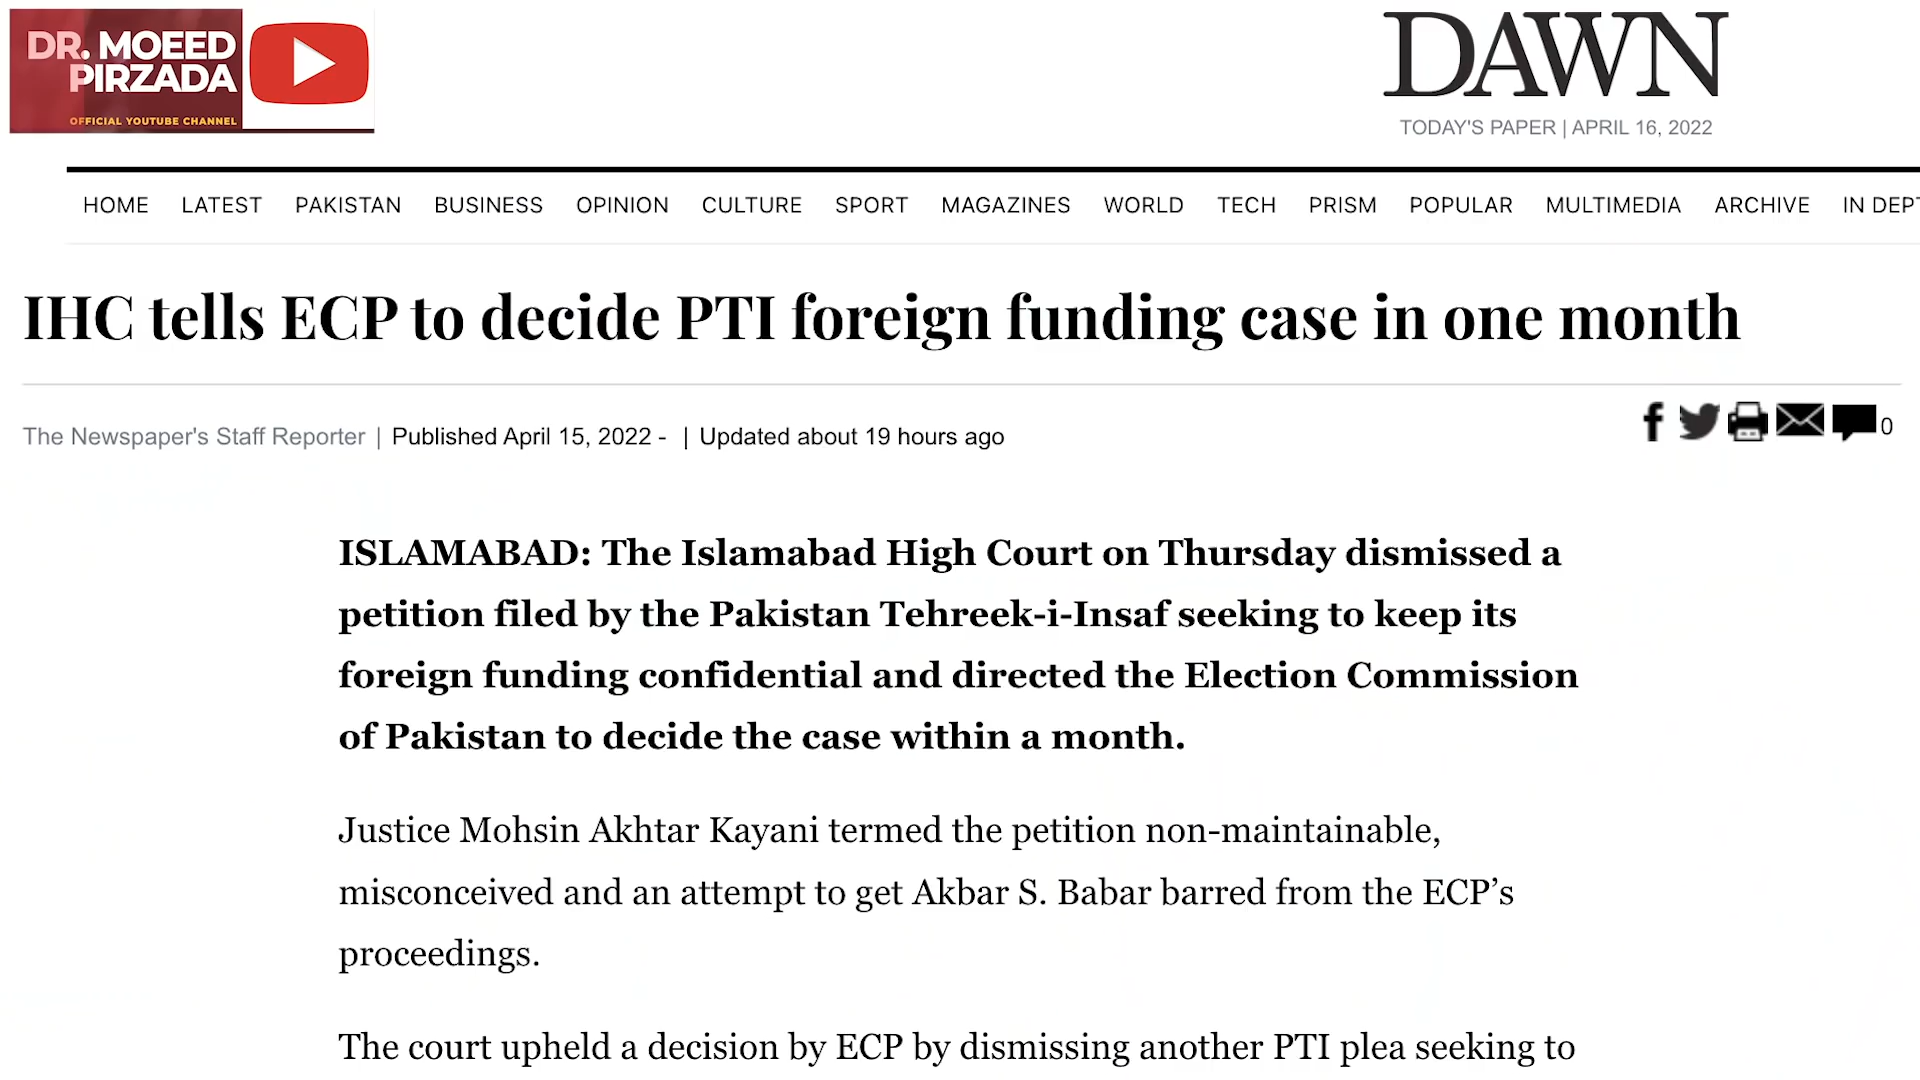 DR. MOEED
PIRZADA
OFFICIAL YOUTUBE CHANNEL
DAWN
TODAY'S PAPER | APRIL 16, 2022
HOME LATEST PAKISTAN BUSINESS OPINION CULTURE SPORT MAGAZINES WORLD TECH PRISM POPULAR MULTIMEDIA ARCHIVE IN DEPT
IHC tells ECP to decide PTI foreign funding case in one month
The Newspaper's Staff Reporter | Published April 15, 2022 - | Updated about 19 hours ago
0
ISLAMABAD: The Islamabad High Court on Thursday dismissed a
petition filed by the Pakistan Tehreek-i-Insaf seeking to keep its
foreign funding confidential and directed the Election Commission
of Pakistan to decide the case within a month.
Justice Mohsin Akhtar Kayani termed the petition non-maintainable,
misconceived and an attempt to get Akbar S. Babar barred from the ECP’s
proceedings.
The court upheld a decision by ECP by dismissing another PTI plea seeking to